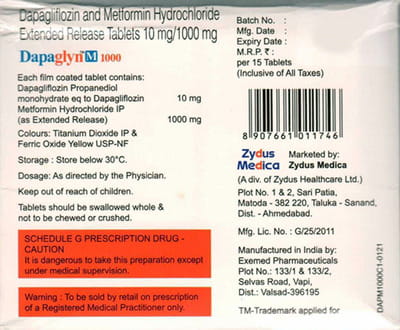 Dapagliflozin and Metformin Hydrochloride
Extended Release Tablets 10 mg/1000 mg
Dapaglyn™ M 1000
Each film coated tablet contains:
Dapagliflozin Propanediol
monohydrate eq to Dapagliflozin 10 mg
Metformin Hydrochloride IP
(as Extended Release) 1000 mg
Colours: Titanium Dioxide IP &
Ferric Oxide Yellow USP-NF
Storage : Store below 30°C.
Dosage: As directed by the Physician.
Keep out of reach of children.
Tablets should be swallowed whole &
not to be chewed or crushed.
SCHEDULE G PRESCRIPTION DRUG -
CAUTION
It is dangerous to take this preparation except
under medical supervision.
Warning : To be sold by retail on prescription
of a Registered Medical Practitioner only.
Batch No. :
Mfg. Date :
Expiry Date :
M.R.P. ₹ :
per 15 Tablets
(Inclusive of All Taxes)
8 907661 011746
Zydus
Medica
Marketed by:
Zydus Medica
(A div. of Zydus Healthcare Ltd.)
Plot No. 1 & 2, Sari Patia,
Matoda - 382 220, Taluka - Sanand,
Dist. - Ahmedabad.
Mfg. Lic. No. : G/25/2011
Manufactured in India by:
Exemed Pharmaceuticals
Plot No.: 133/1 & 133/2,
Selvas Road, Vapi,
Dist.: Valsad-396195
TM-Trademark applied for
DAPM1000C1-0121